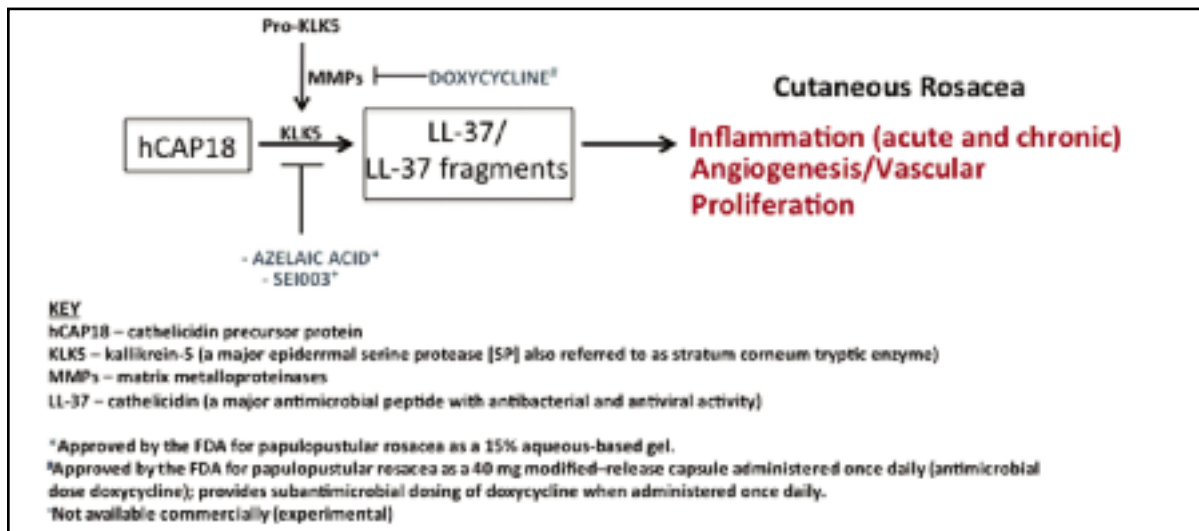 Pro-KLK5
MMPs
DOXYCYCLINE#
Cutaneous Rosacea
hCAP18
KLK5
LL-37/
LL-37 fragments
Inflammation (acute and chronic)
Angiogenesis/Vascular
Proliferation
- AZELAIC ACID*
- SEI003+
KEY
hCAP18 – cathelicidin precursor protein
KLK5 – kallikrein-5 (a major epiderrmal serine protease [SP] also referred to as stratum corneum tryptic enzyme)
MMPs – matrix metalloproteinases
LL-37 – cathelicidin (a major antimicrobial peptide with antibacterial and antiviral activity)
*Approved by the FDA for papulopustular rosacea as a 15% aqueous-based gel.
#Approved by the FDA for papulopustular rosacea as a 40 mg modified–release capsule administered once daily (antimicrobial
dose doxycycline); provides subantimicrobial dosing of doxycycline when administered once daily.
+Not available commercially (experimental)